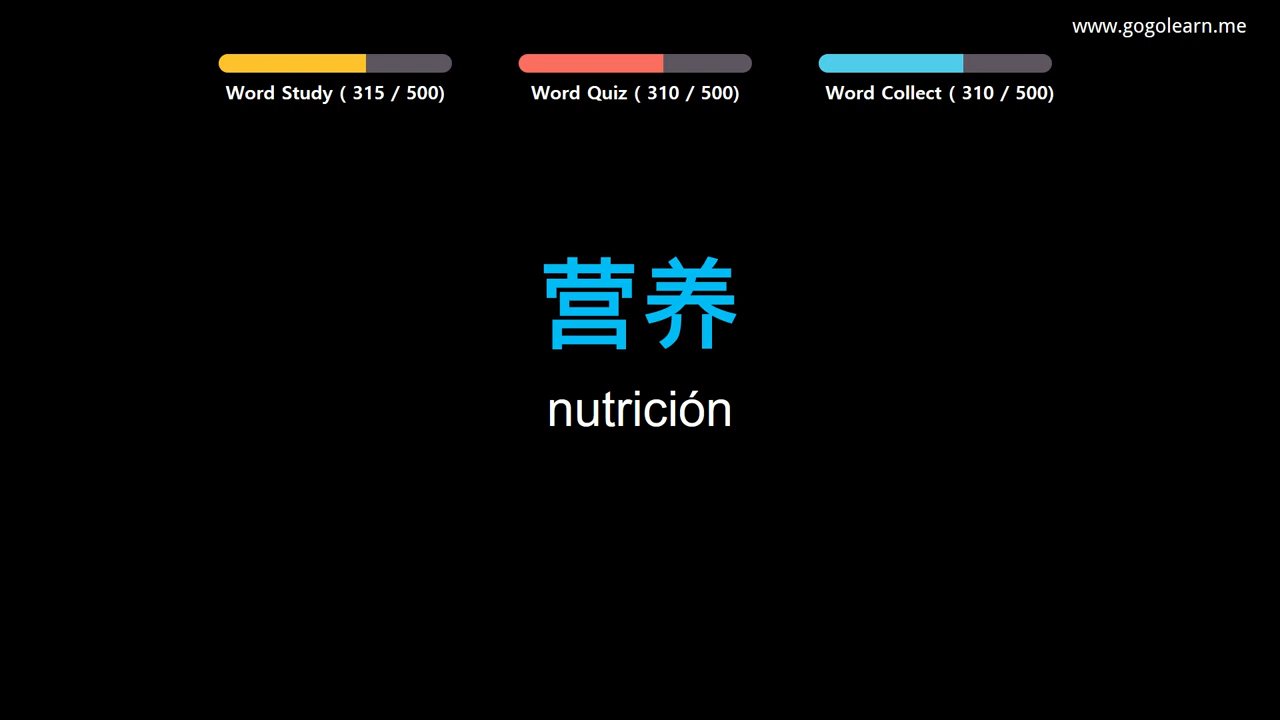 www.gogolearn.me
Word Study ( 315 / 500)
Word Quiz ( 310 / 500)
Word Collect ( 310 / 500)
营养
nutrición